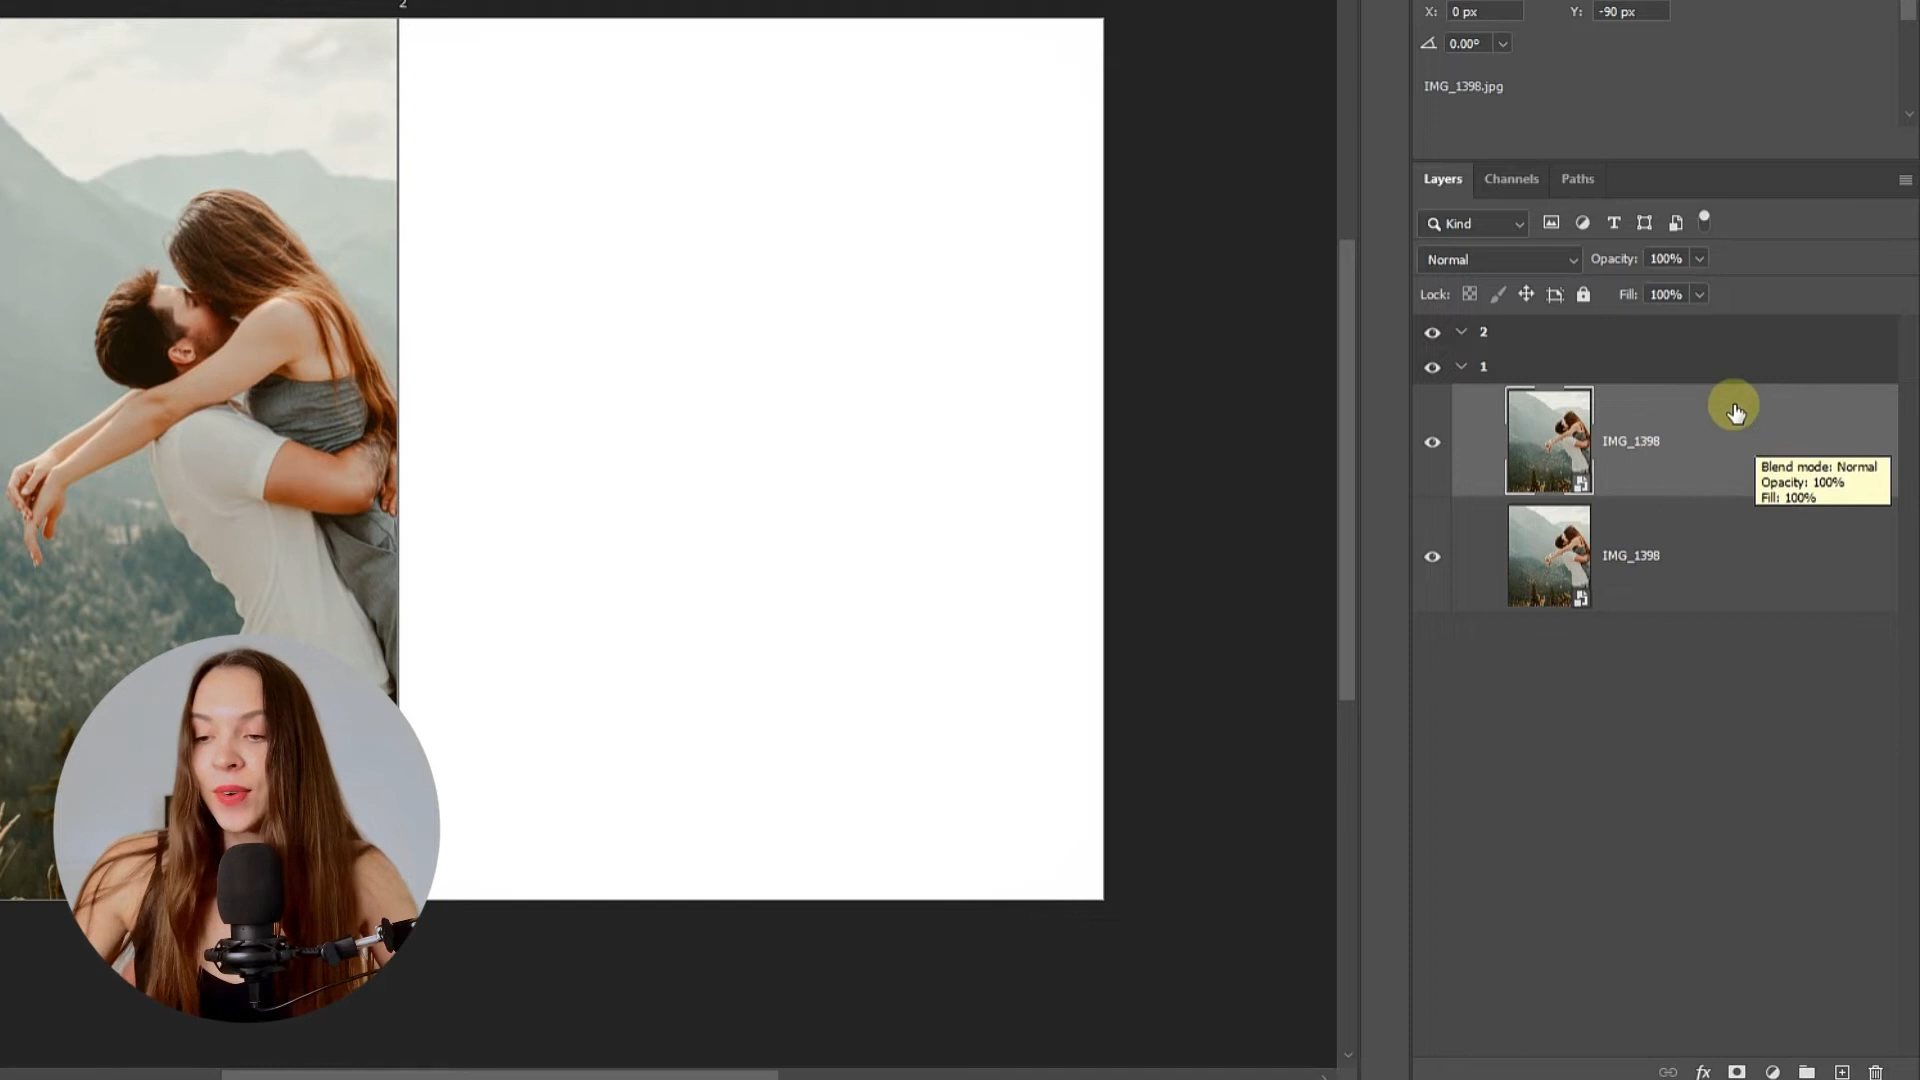 2
X: 0 px Y: -90 px
0.00°
IMG_1398.jpg
Layers Channels Paths
Kind
Normal Opacity: 100%
Lock: Fill: 100%
2
1
IMG_1398
Blend mode: Normal
Opacity: 100%
Fill: 100%
IMG_1398
fx